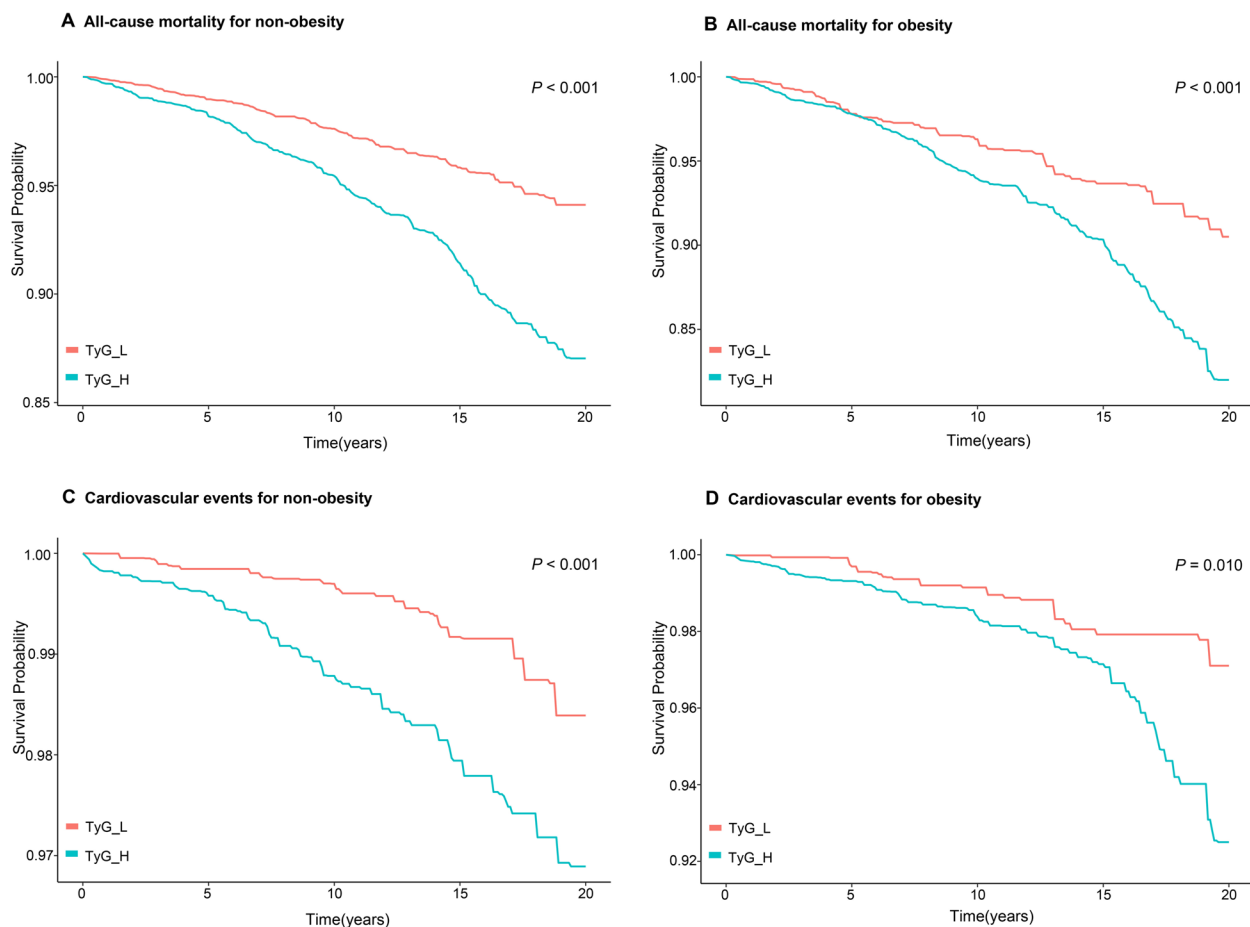 A All-cause mortality for non-obesity
1.00
0.95
0.90
0.85
Survival Probability
P < 0.001
TyG_L
TyG_H
0 5 10 15 20
Time(years)
B All-cause mortality for obesity
1.00
0.95
0.90
0.85
Survival Probability
P < 0.001
TyG_L
TyG_H
0 5 10 15 20
Time(years)
C Cardiovascular events for non-obesity
1.00
0.99
0.98
0.97
Survival Probability
P < 0.001
TyG_L
TyG_H
0 5 10 15 20
Time(years)
D Cardiovascular events for obesity
1.00
0.98
0.96
0.94
0.92
Survival Probability
P = 0.010
TyG_L
TyG_H
0 5 10 15 20
Time(years)